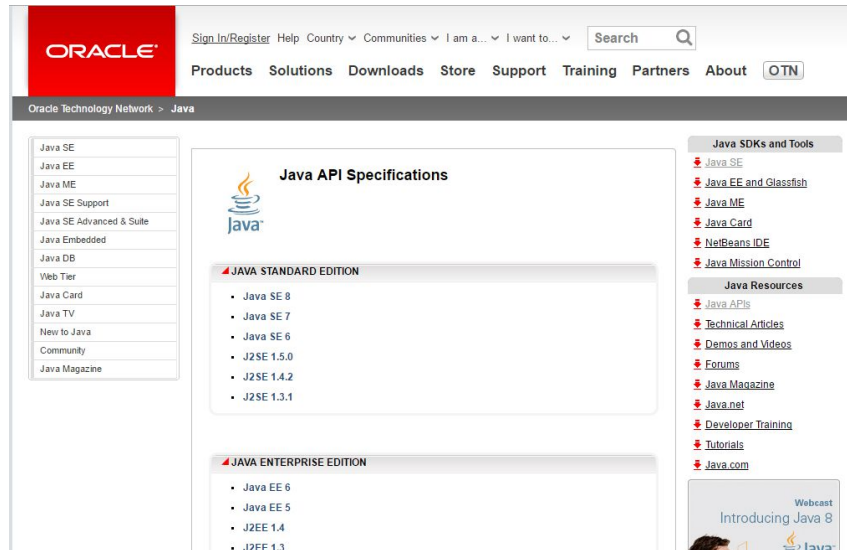 ORACLE
Sign In/Register Help Country Communities I am a... I want to... Search
Products Solutions Downloads Store Support Training Partners About OTN
Oracle Technology Network > Java
Java SE
Java EE
Java ME
Java SE Support
Java SE Advanced & Suite
Java Embedded
Java DB
Web Tier
Java Card
Java TV
New to Java
Community
Java Magazine
Java
Java API Specifications
JAVA STANDARD EDITION
Java SE 8
Java SE 7
Java SE 6
J2SE 1.5.0
J2SE 1.4.2
J2SE 1.3.1
JAVA ENTERPRISE EDITION
Java EE 6
Java EE 5
J2EE 1.4
J2EE 1.3
Java SDKs and Tools
Java SE
Java EE and Glassfish
Java ME
Java Card
NetBeans IDE
Java Mission Control
Java Resources
Java APIs
Technical Articles
Demos and Videos
Forums
Java Magazine
Java.net
Developer Training
Tutorials
Java.com
Webcast
Introducing Java 8
Java